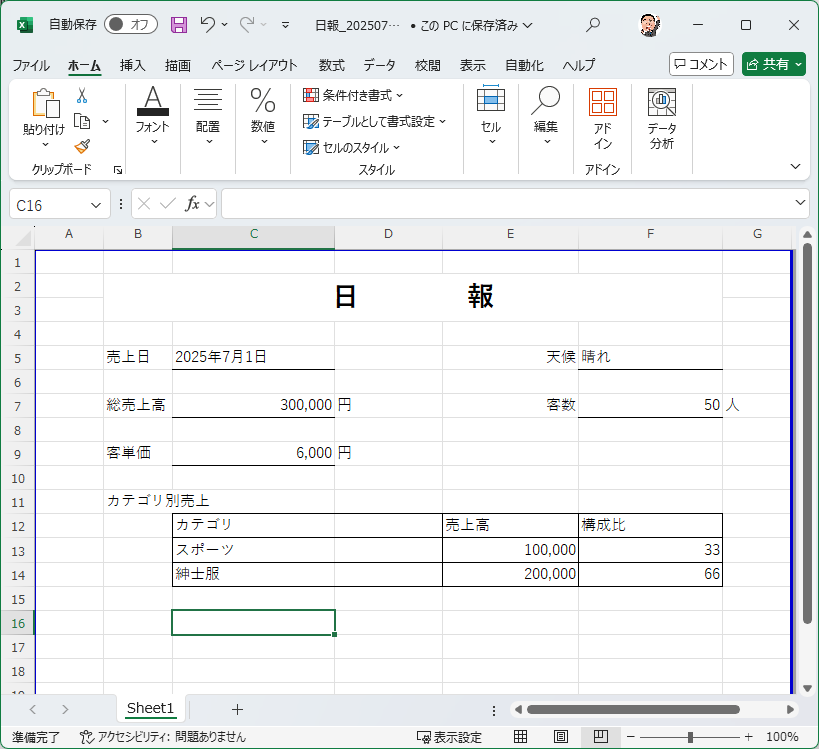 自動保存 オフ 日報_202507… • この PC に保存済み
ファイル ホーム 挿入 描画 ページ レイアウト 数式 データ 校閲 表示 自動化 ヘルプ コメント 共有
貼り付け フォント 配置 数値 条件付き書式 テーブルとして書式設定 セルのスタイル セル 編集 アドイン データ分析
クリップボード スタイル アドイン
C16 fx
A B C D E F G
1
2 日 報
3
4
5 売上日 2025年7月1日 天候 晴れ
6
7 総売上高 300,000 円 客数 50 人
8
9 客単価 6,000 円
10
11 カテゴリ別売上
12 カテゴリ 売上高 構成比
13 スポーツ 100,000 33
14 紳士服 200,000 66
15
16
17
18
Sheet1
準備完了 アクセシビリティ: 問題ありません 表示設定 100%